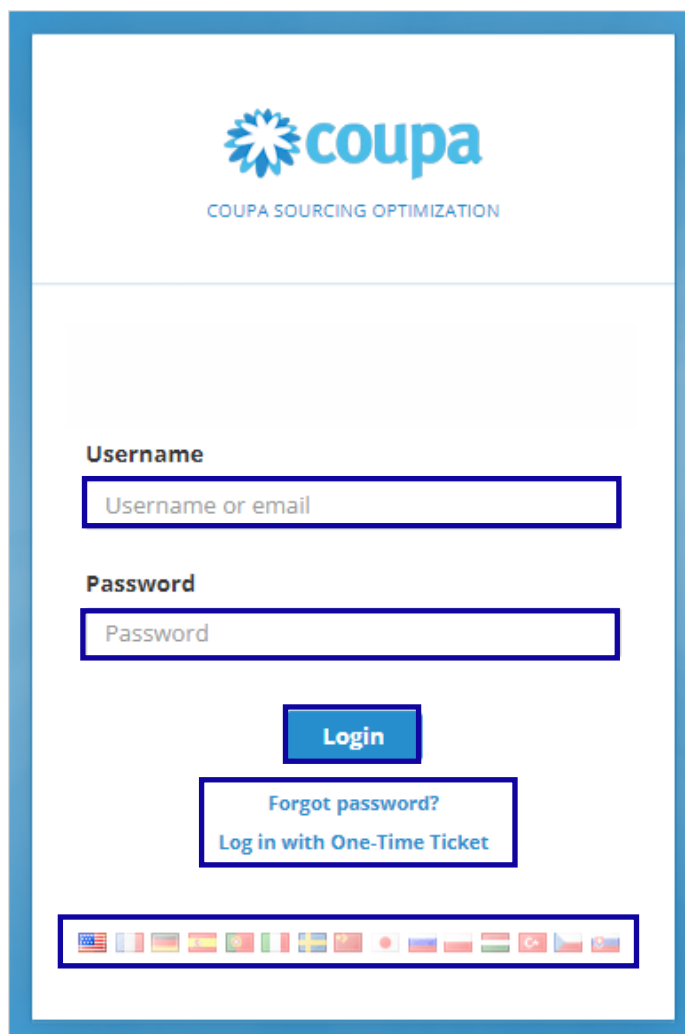 coupa
COUPA SOURCING OPTIMIZATION
Username
Username or email
Password
Password
Login
Forgot password?
Log in with One-Time Ticket